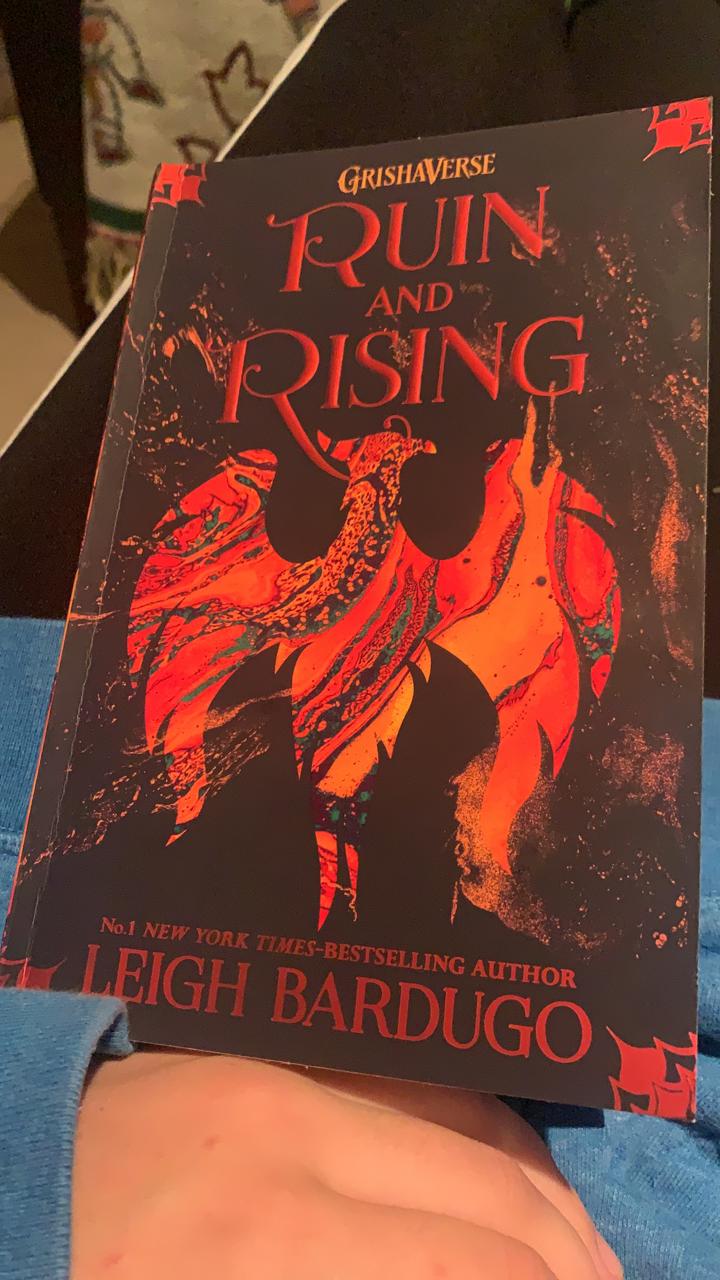 GRISHAVERSE
RUIN
AND
RISING
No.1 NEW YORK TIMES-BESTSELLING AUTHOR
LEIGH BARDUGO